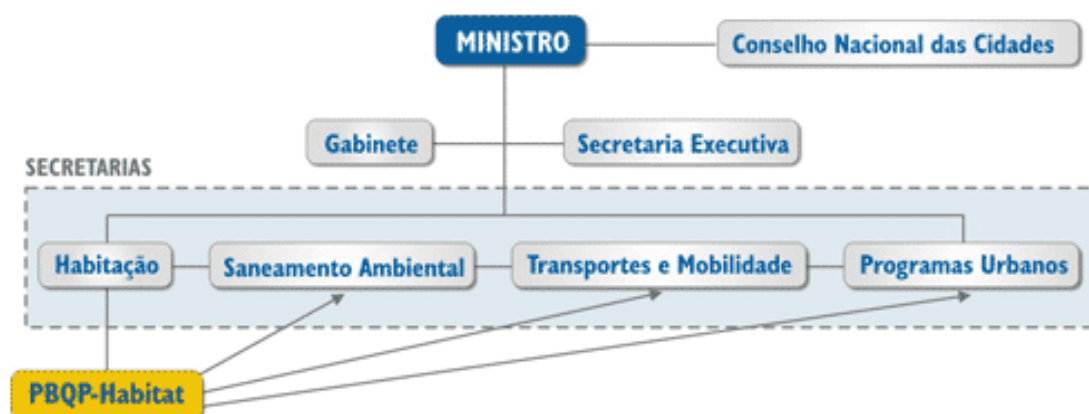 MINISTRO
Conselho Nacional das Cidades
Gabinete
Secretaria Executiva
SECRETARIAS
Habitação
Saneamento Ambiental
Transportes e Mobilidade
Programas Urbanos
PBQP-Habitat